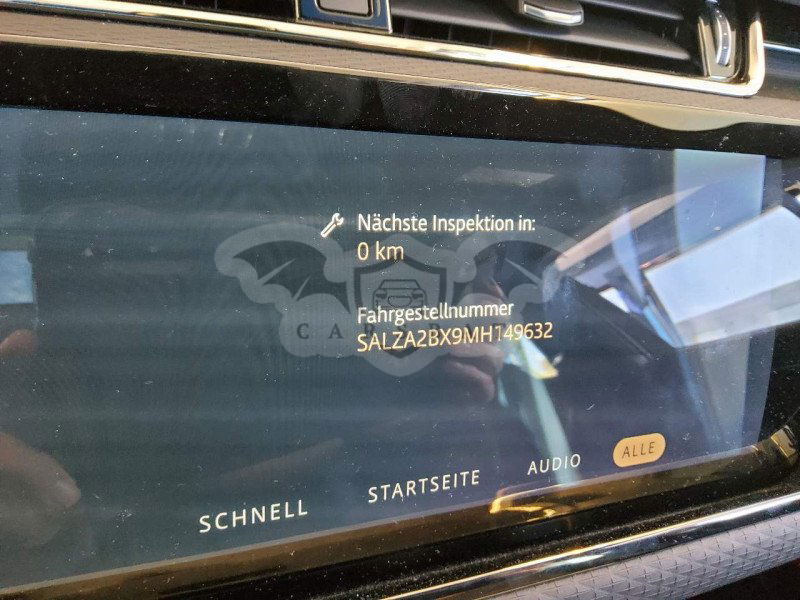 Nächste Inspektion in:
0 km
Fahrgestellnummer
SALZA2BX9MH149632
SCHNELL
STARTSEITE
AUDIO
ALLE